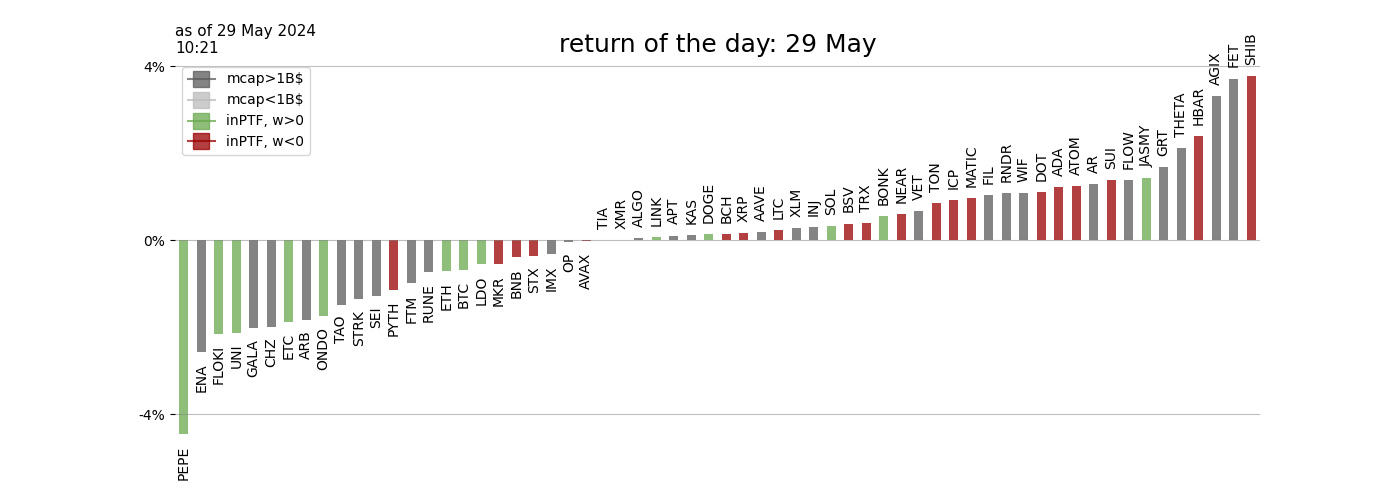 as of 29 May 2024
10:21
return of the day: 29 May
4%
0%
-4%
mcap>1B$
mcap<1B$
inPTF, w>0
inPTF, w<0
PEPE
ENA
FLOKI
UNI
GALA
CHZ
ETC
ARB
ONDO
TAO
STRK
SEI
PYTH
FTM
RUNE
ETH
BTC
LDO
MKR
BNB
STX
IMX
OP
AVAX
TIA
XMR
ALGO
LINK
APT
KAS
DOGE
BCH
XRP
AAVE
LTC
XLM
INJ
SOL
BSV
TRX
BONK
NEAR
VET
TON
ICP
MATIC
FIL
RNDR
WIF
DOT
ADA
ATOM
AR
SUI
FLOW
JASMY
GRT
THETA
HBAR
AGIX
FET
SHIB